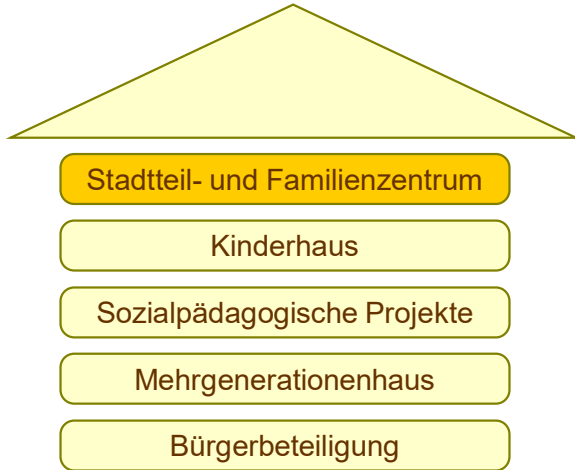 Stadtteil- und Familienzentrum
Kinderhaus
Sozialpädagogische Projekte
Mehrgenerationenhaus
Bürgerbeteiligung